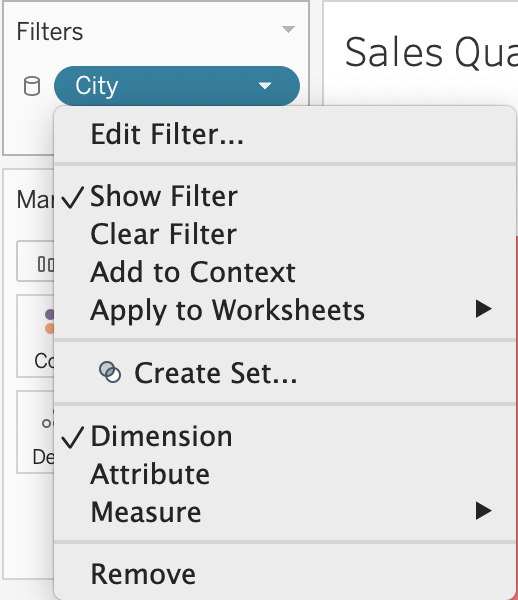 Filters
Sales Qua
City
Edit Filter...
Mar
Show Filter
Clear Filter
Add to Context
Apply to Worksheets
Co
Create Set...
De
Dimension
Attribute
Measure
Remove